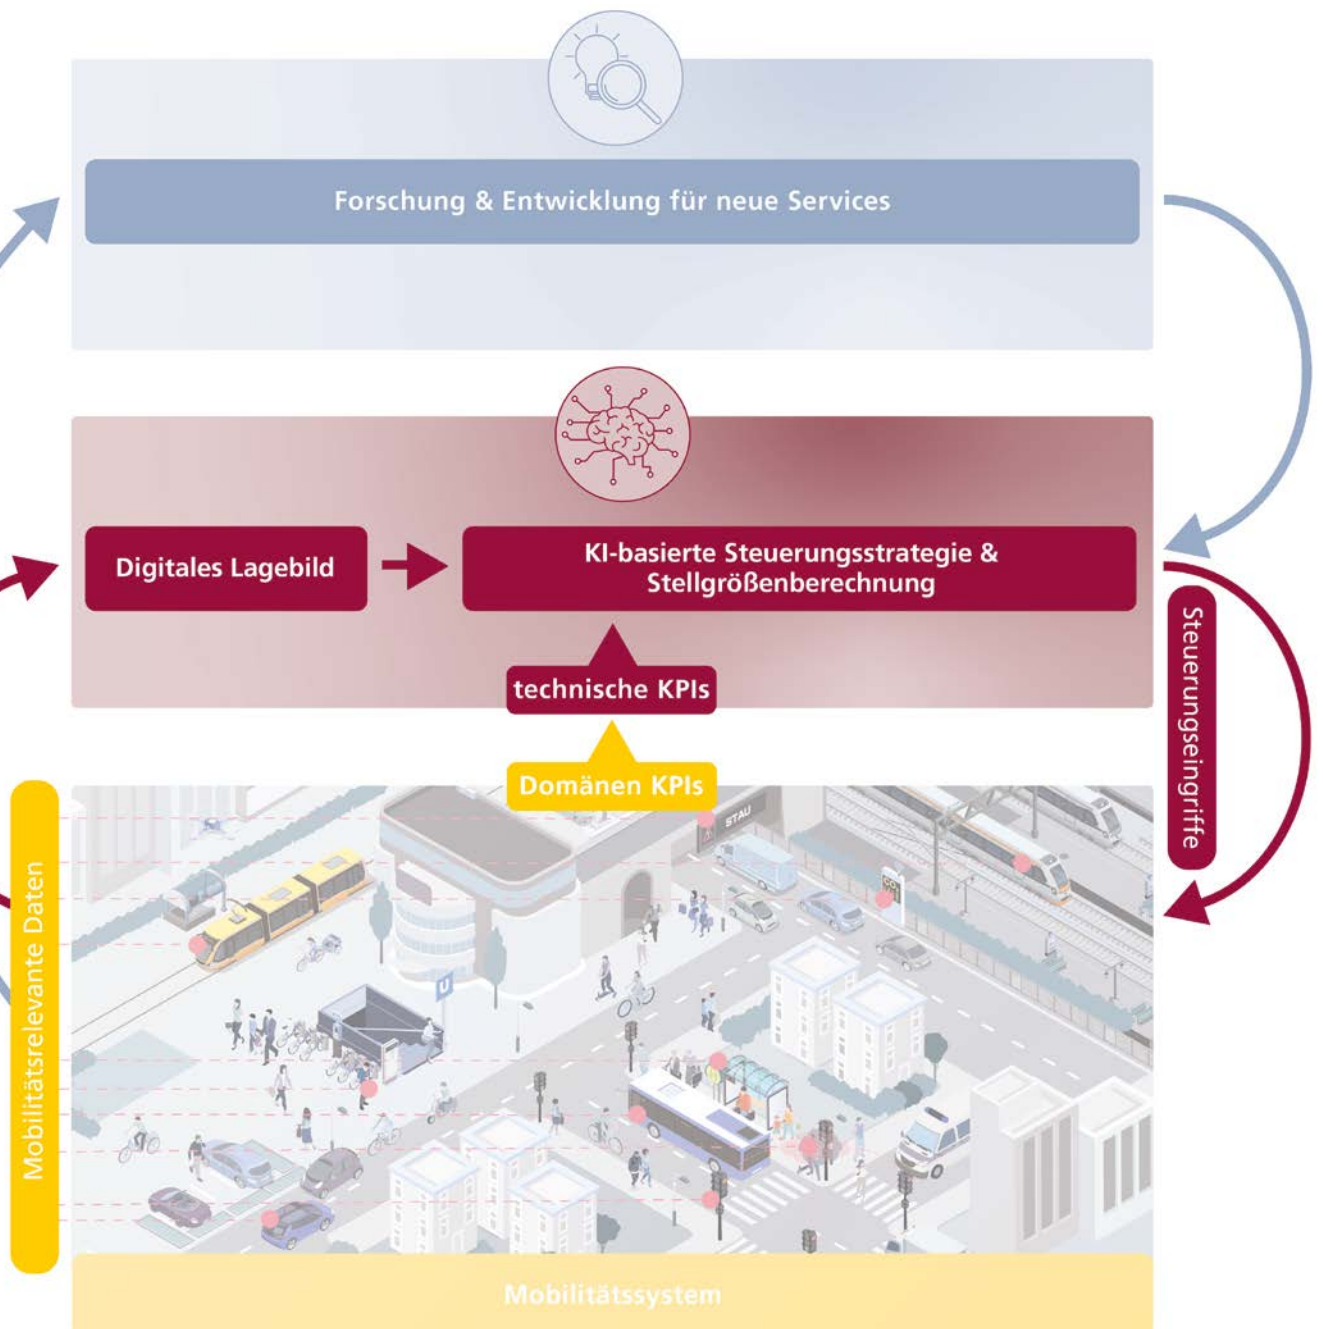 Forschung & Entwicklung für neue Services
Digitales Lagebild
KI-basierte Steuerungsstrategie &
Stellgrößenberechnung
technische KPIs
Steuerungseingriffe
Domänen KPIs
Mobilitätsrelevante Daten
STAU
U
Mobilitätssystem